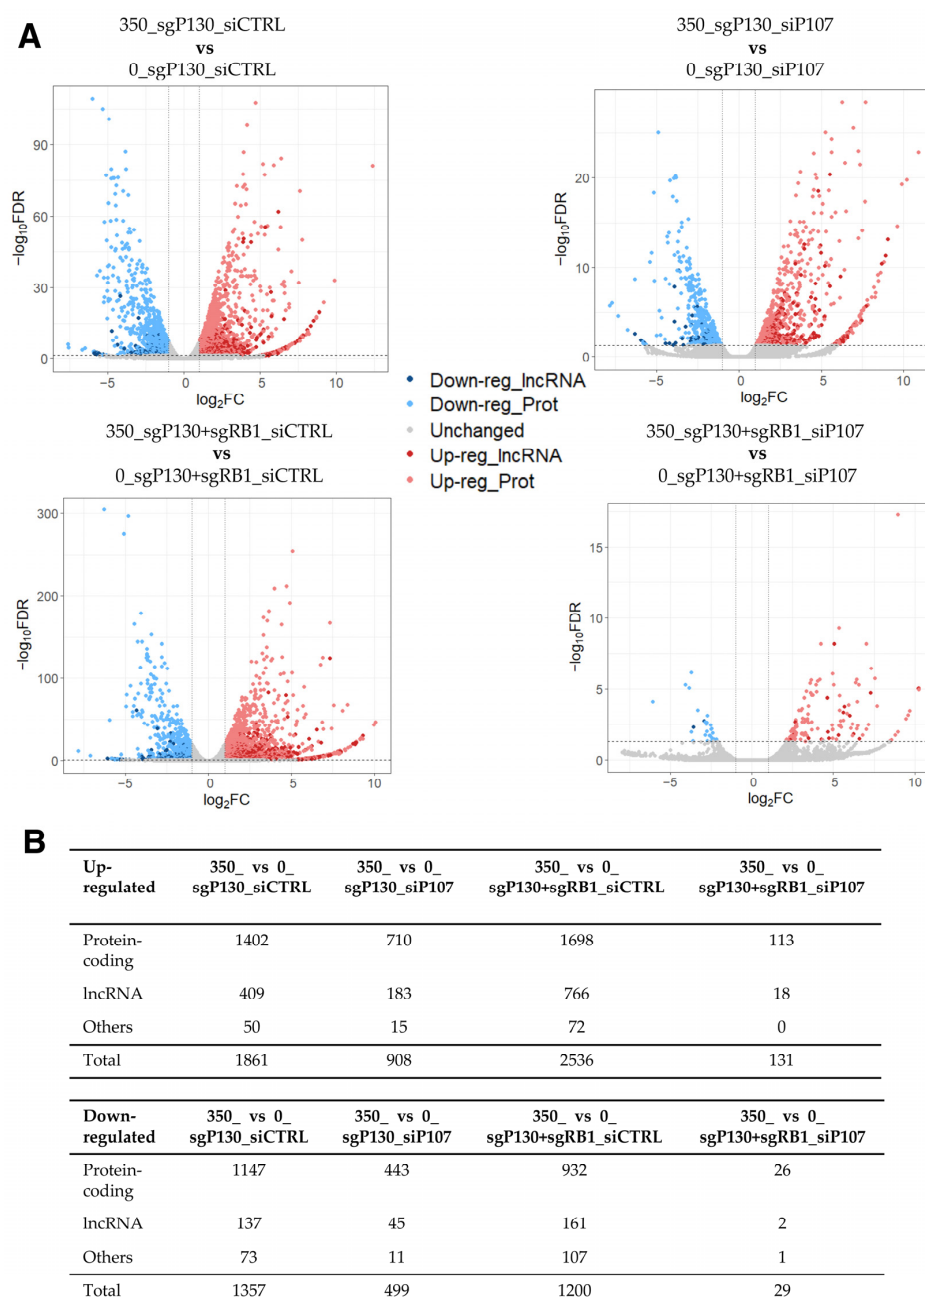 A
350_sgP130_siCTRL
vs
0_sgP130_siCTRL
350_sgP130_siP107
vs
0_sgP130_siP107
90
60
30
0
−log10FDR
−5
0
5
10
log2FC
20
10
0
−log10FDR
−5
0
5
10
log2FC
Down-reg_lncRNA
Down-reg_Prot
Unchanged
Up-reg_lncRNA
Up-reg_Prot
350_sgP130+sgRB1_siCTRL
vs
0_sgP130+sgRB1_siCTRL
350_sgP130+sgRB1_siP107
vs
0_sgP130+sgRB1_siP107
300
200
100
0
−log10FDR
−5
0
5
10
log2FC
15
10
5
0
−log10FDR
−5
0
5
10
log2FC
B
Up- 350_ vs 0_ 350_ vs 0_ 350_ vs 0_ 350_ vs 0_
regulated sgP130_siCTRL sgP130_siP107 sgP130+sgRB1_siCTRL sgP130+sgRB1_siP107
Protein- 1402 710 1698 113
coding
lncRNA 409 183 766 18
Others 50 15 72 0
Total 1861 908 2536 131
Down- 350_ vs 0_ 350_ vs 0_ 350_ vs 0_ 350_ vs 0_
regulated sgP130_siCTRL sgP130_siP107 sgP130+sgRB1_siCTRL sgP130+sgRB1_siP107
Protein- 1147 443 932 26
coding
lncRNA 137 45 161 2
Others 73 11 107 1
Total 1357 499 1200 29